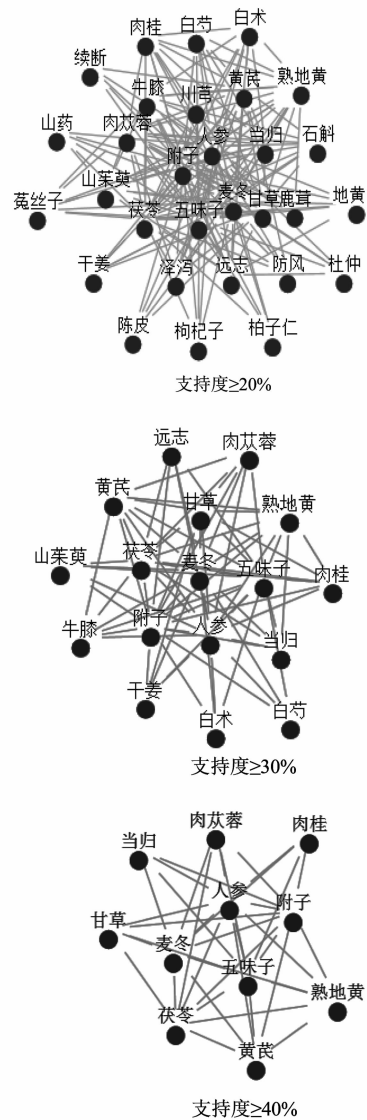 肉桂 白芍 白术
续断 牛膝 川芎 黄芪 熟地黄
山药 肉苁蓉 人参 当归 石斛
附子
菟丝子 山茱萸 茯苓 五味子 麦冬 甘草 鹿茸 地黄
干姜 泽泻 远志 防风 杜仲
陈皮 枸杞子 柏子仁
支持度≥20%
远志 肉苁蓉
黄芪 甘草 熟地黄
山茱萸 茯苓 麦冬 五味子 肉桂
牛膝 附子 人参 当归
干姜 白术 白芍
支持度≥30%
当归 肉苁蓉 肉桂
甘草 人参 附子
麦冬 五味子 熟地黄
茯苓 黄芪
支持度≥40%